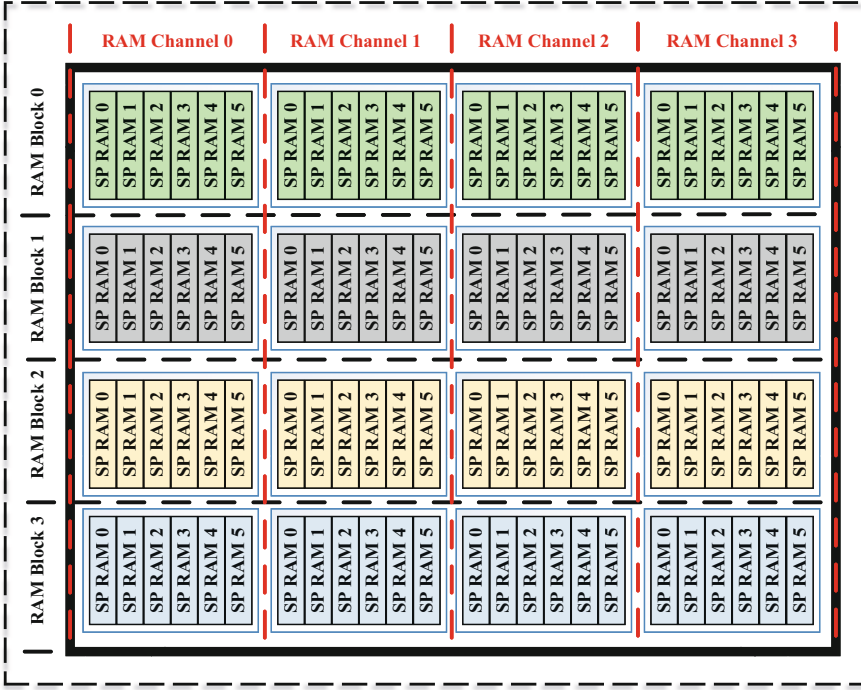 RAM Channel 0 RAM Channel 1 RAM Channel 2 RAM Channel 3
RAM Block 0
SP RAM 0
SP RAM 1
SP RAM 2
SP RAM 3
SP RAM 4
SP RAM 5
SP RAM 0
SP RAM 1
SP RAM 2
SP RAM 3
SP RAM 4
SP RAM 5
SP RAM 0
SP RAM 1
SP RAM 2
SP RAM 3
SP RAM 4
SP RAM 5
SP RAM 0
SP RAM 1
SP RAM 2
SP RAM 3
SP RAM 4
SP RAM 5
RAM Block 1
SP RAM 0
SP RAM 1
SP RAM 2
SP RAM 3
SP RAM 4
SP RAM 5
SP RAM 0
SP RAM 1
SP RAM 2
SP RAM 3
SP RAM 4
SP RAM 5
SP RAM 0
SP RAM 1
SP RAM 2
SP RAM 3
SP RAM 4
SP RAM 5
SP RAM 0
SP RAM 1
SP RAM 2
SP RAM 3
SP RAM 4
SP RAM 5
RAM Block 2
SP RAM 0
SP RAM 1
SP RAM 2
SP RAM 3
SP RAM 4
SP RAM 5
SP RAM 0
SP RAM 1
SP RAM 2
SP RAM 3
SP RAM 4
SP RAM 5
SP RAM 0
SP RAM 1
SP RAM 2
SP RAM 3
SP RAM 4
SP RAM 5
SP RAM 0
SP RAM 1
SP RAM 2
SP RAM 3
SP RAM 4
SP RAM 5
RAM Block 3
SP RAM 0
SP RAM 1
SP RAM 2
SP RAM 3
SP RAM 4
SP RAM 5
SP RAM 0
SP RAM 1
SP RAM 2
SP RAM 3
SP RAM 4
SP RAM 5
SP RAM 0
SP RAM 1
SP RAM 2
SP RAM 3
SP RAM 4
SP RAM 5
SP RAM 0
SP RAM 1
SP RAM 2
SP RAM 3
SP RAM 4
SP RAM 5